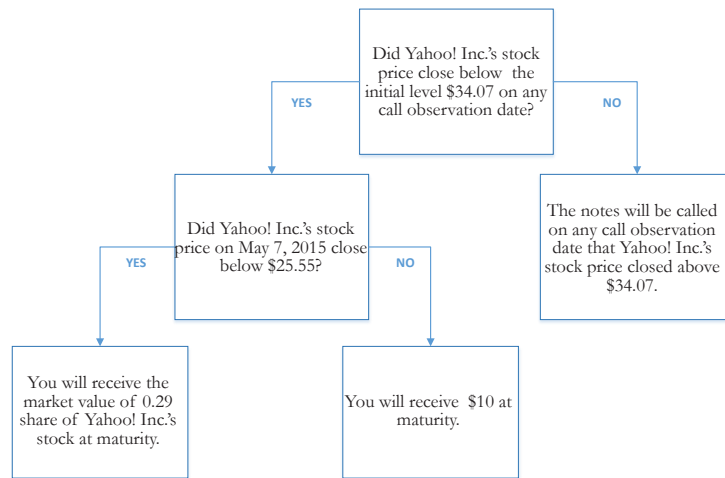 Did Yahoo! Inc.'s stock
price close below the
initial level $34.07 on any
call observation date?
YES
NO
Did Yahoo! Inc.'s stock
price on May 7, 2015 close
below $25.55?
The notes will be called
on any call observation
date that Yahoo! Inc.'s
stock price closed above
$34.07.
YES
NO
You will receive the
market value of 0.29
share of Yahoo! Inc.'s
stock at maturity.
You will receive $10 at
maturity.